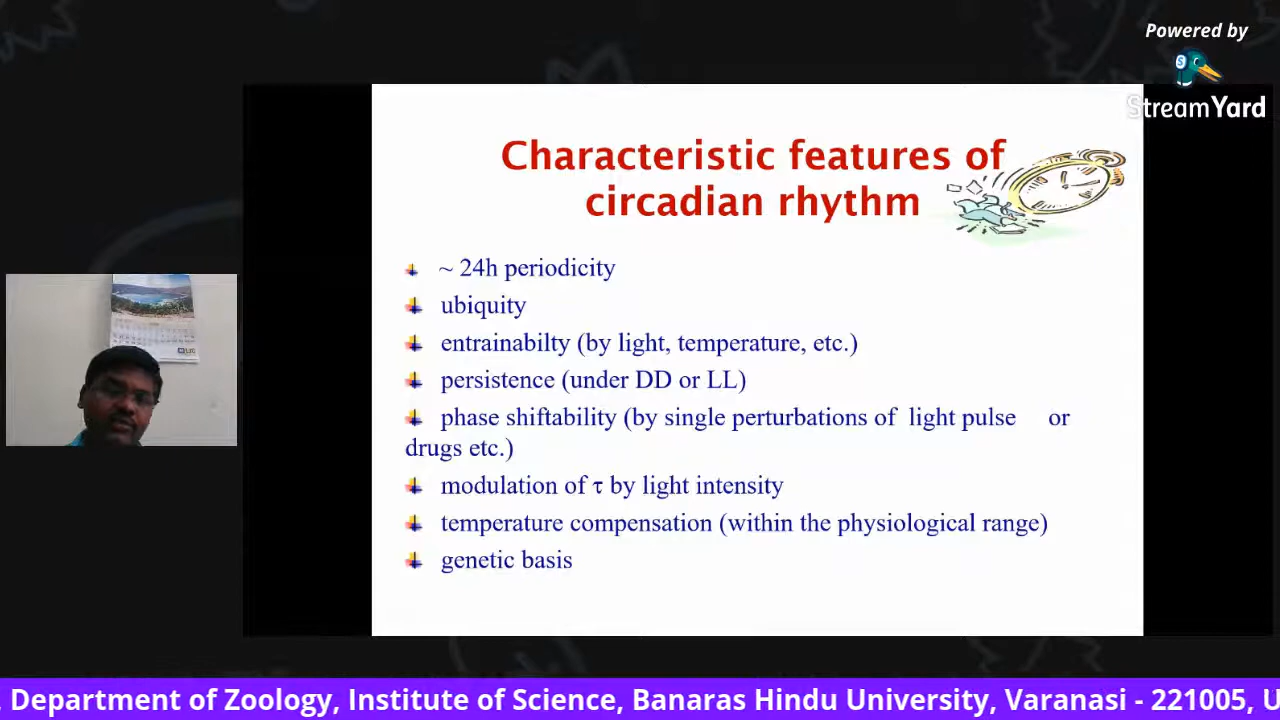 Powered by
StreamYard
Characteristic features of
circadian rhythm
~ 24h periodicity
ubiquity
entrainabilty (by light, temperature, etc.)
persistence (under DD or LL)
phase shiftability (by single perturbations of light pulse or
drugs etc.)
modulation of τ by light intensity
temperature compensation (within the physiological range)
genetic basis
Department of Zoology, Institute of Science, Banaras Hindu University, Varanasi - 221005, U